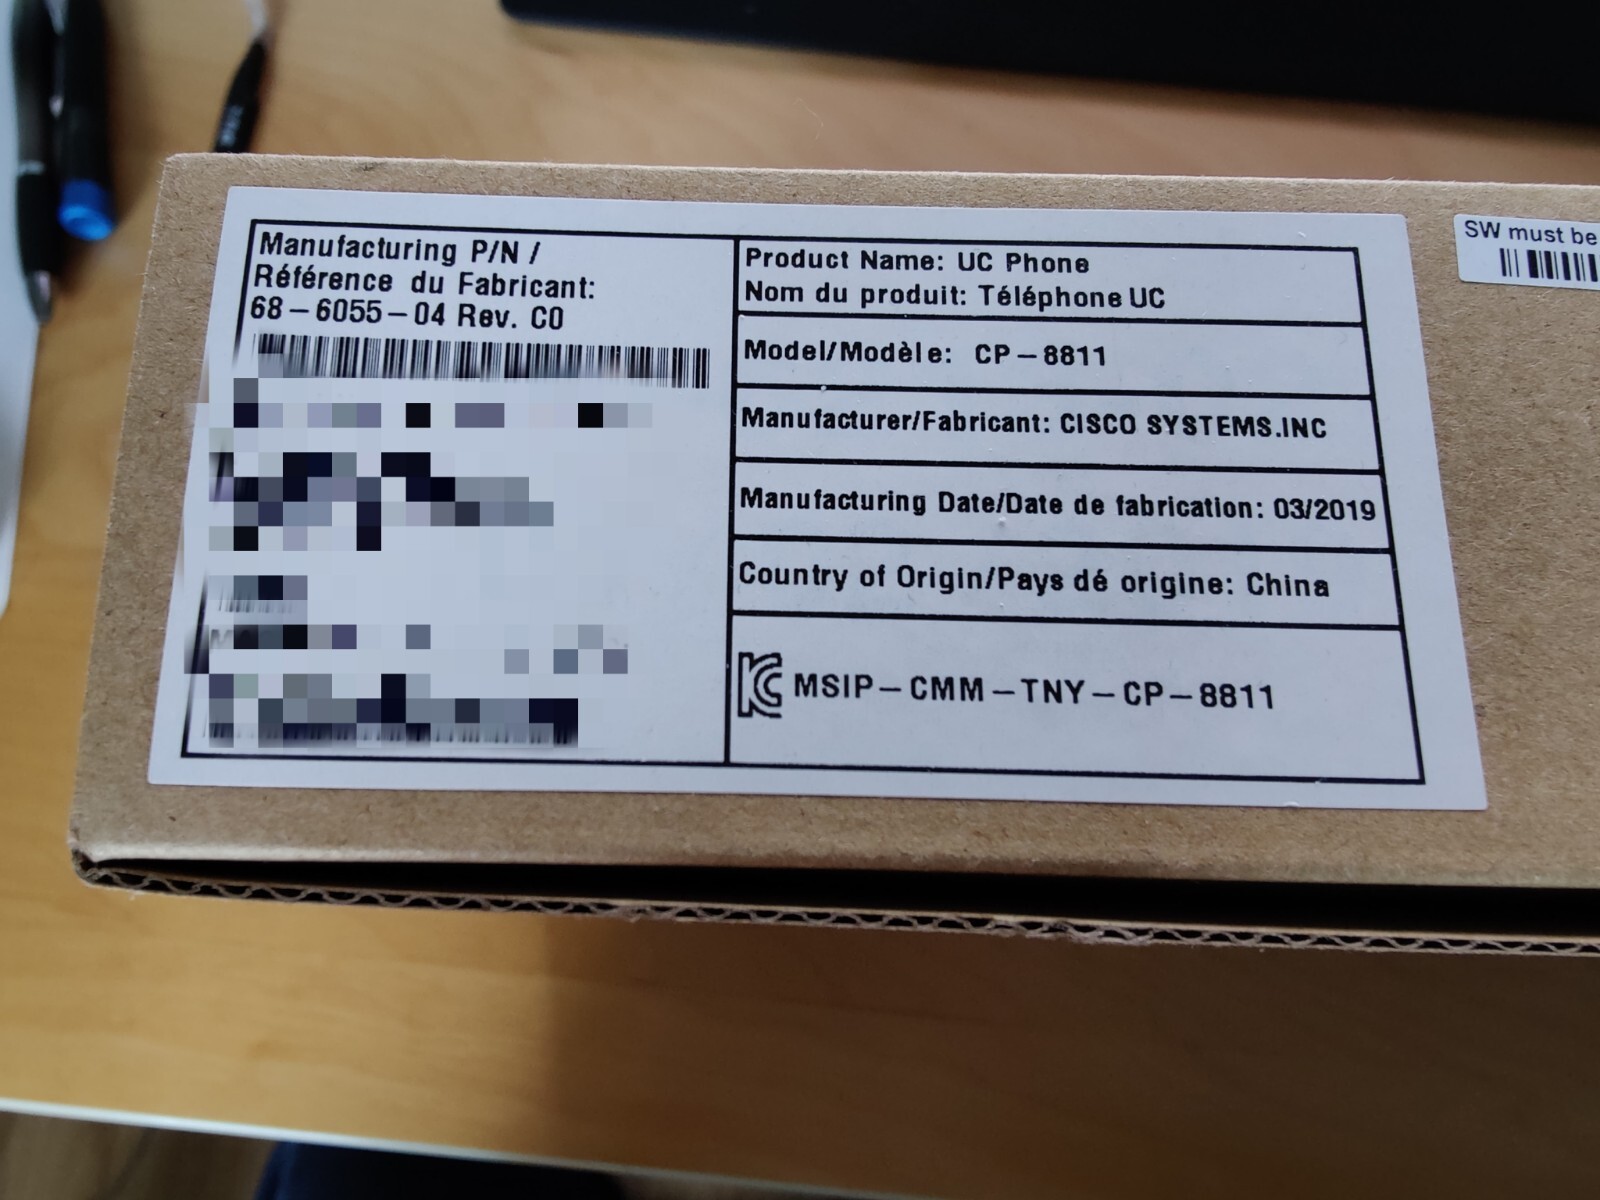 Manufacturing P/N /
Référence du Fabricant:
68-6055-04 Rev. C0
Product Name: UC Phone
Nom du produit: Téléphone UC
Model/Modèle: CP-8811
Manufacturer/Fabricant: CISCO SYSTEMS.INC
Manufacturing Date/Date de fabrication: 03/2019
Country of Origin/Pays dé origine: China
MSIP-CMM-TNY-CP-8811
SW must be